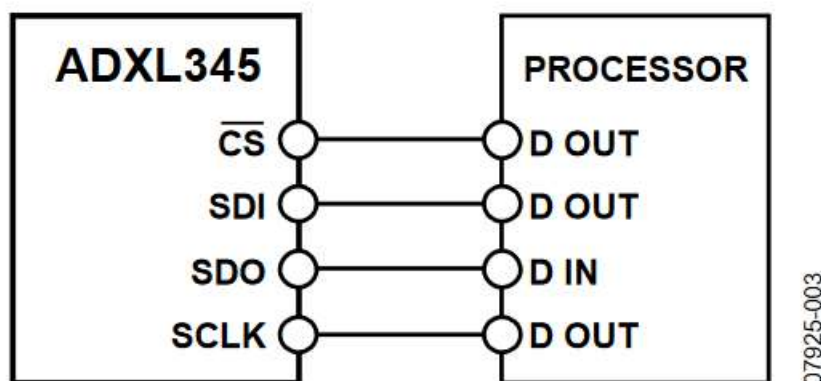 ADXL345
PROCESSOR
CS
D OUT
SDI
D OUT
SDO
D IN
SCLK
D OUT
07925-003